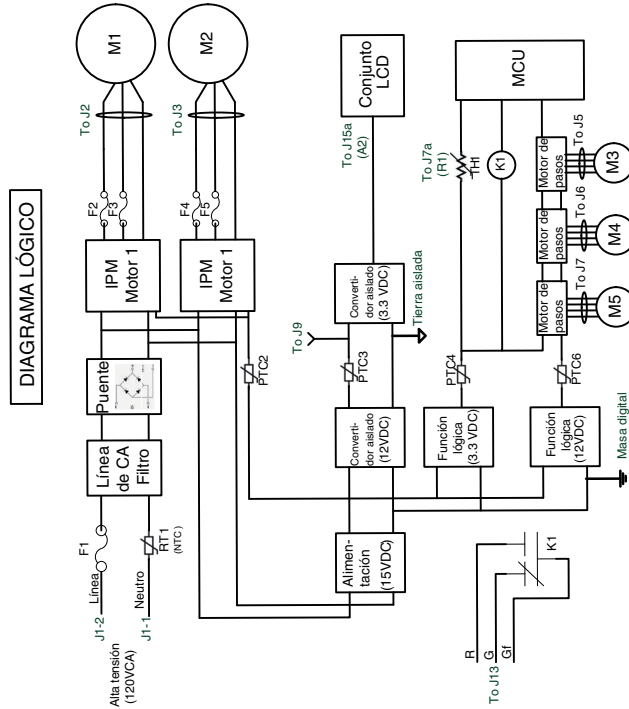 DIAGRAMA LÓGICO
Alta tensión
(120VCA)
J1-2
Línea
F1
J1-1
Neutro
RT1
(NTC)
Línea
de CA
Filtro
Puente
IPM
Motor 1
F2
F3
To J2
M1
IPM
Motor 1
F4
F5
To J3
M2
PTC2
Alimen-
tación
(15VDC)
Converti-
dor aislado
(12VDC)
PTC3
To J9
Converti-
dor aislado
(3.3 VDC)
Tierra aislada
To J15a
(A2)
Conjunto
LCD
Función
lógica
(3.3 VDC)
PTC4
To J7a
(R1)
TH1
K1
MCU
Función
lógica
(12VDC)
PTC6
Masa digital
Motor de
pasos
To J7
M5
Motor de
pasos
To J6
M4
Motor de
pasos
To J5
M3
To J13
R
G
Gf
K1